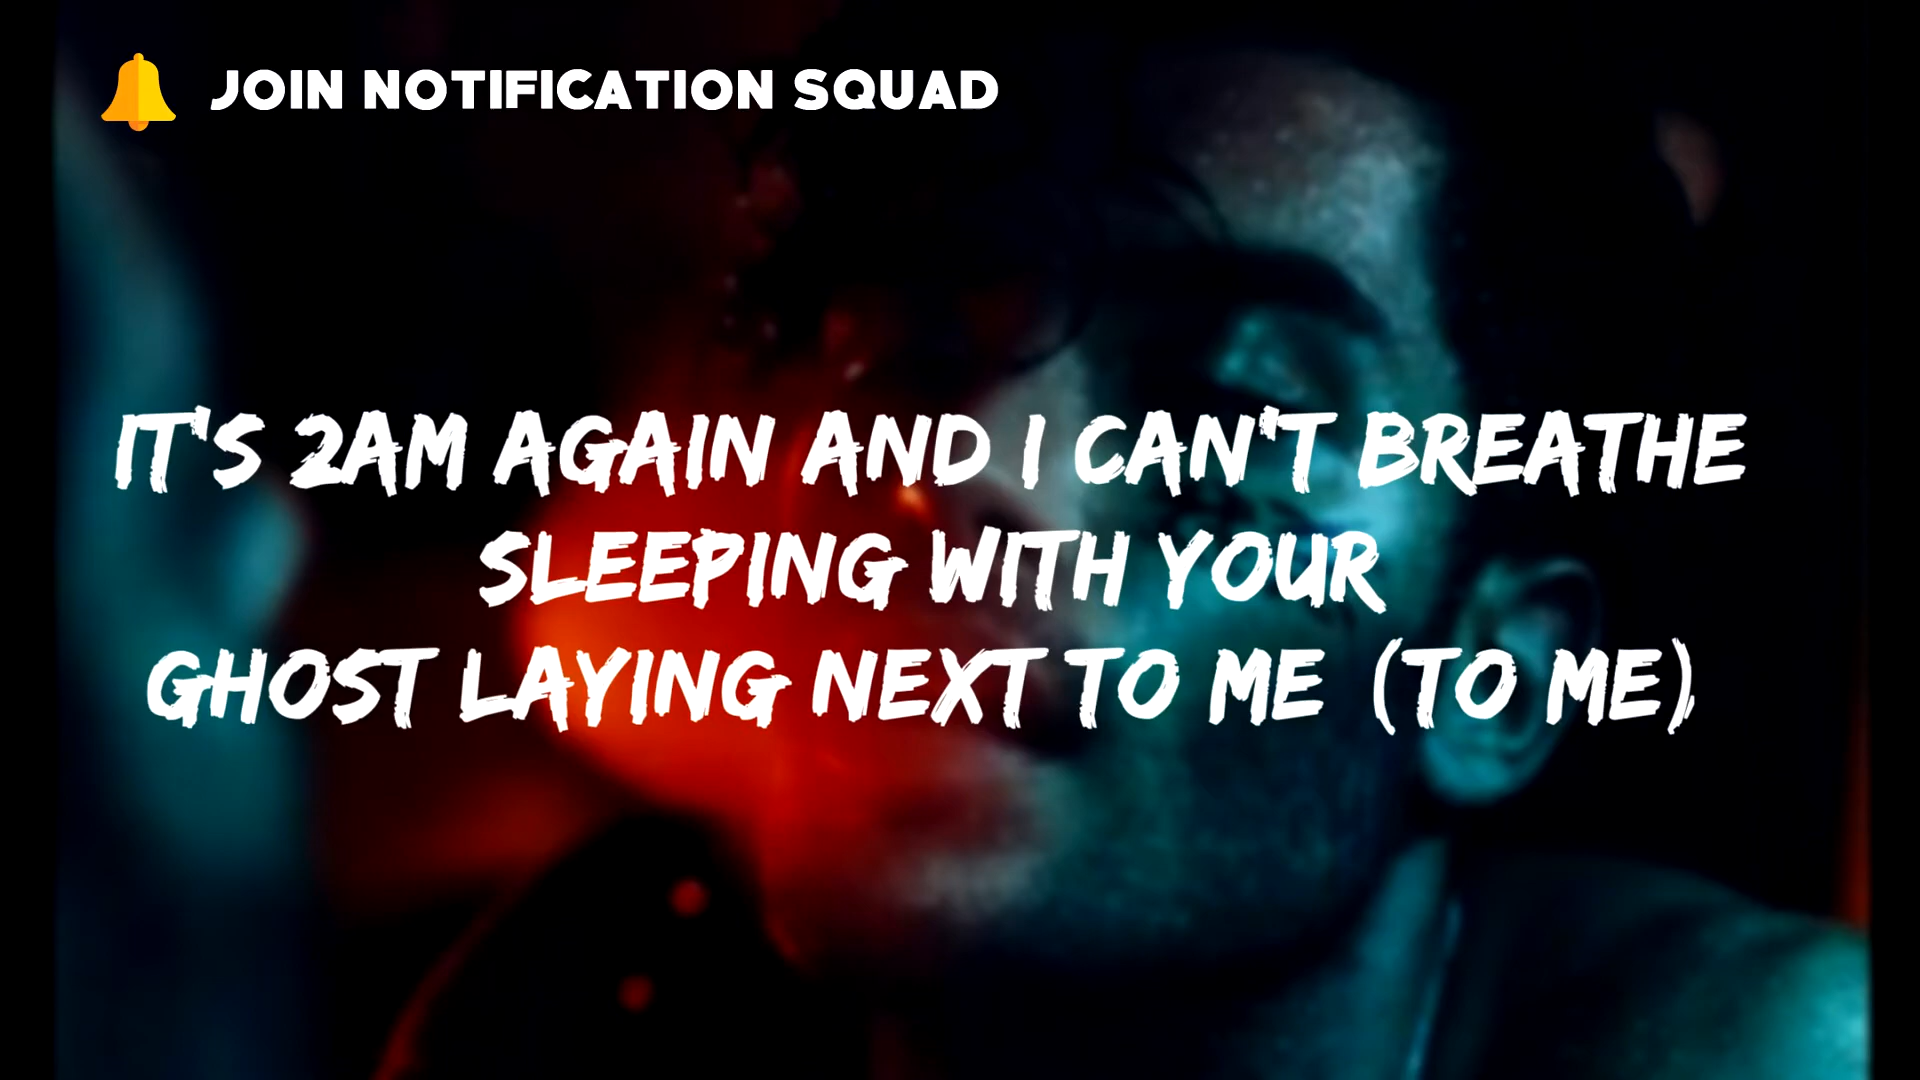 JOIN NOTIFICATION SQUAD
IT'S 2AM AGAIN AND I CAN'T BREATHE
SLEEPING WITH YOUR
GHOST LAYING NEXT TO ME (TO ME)